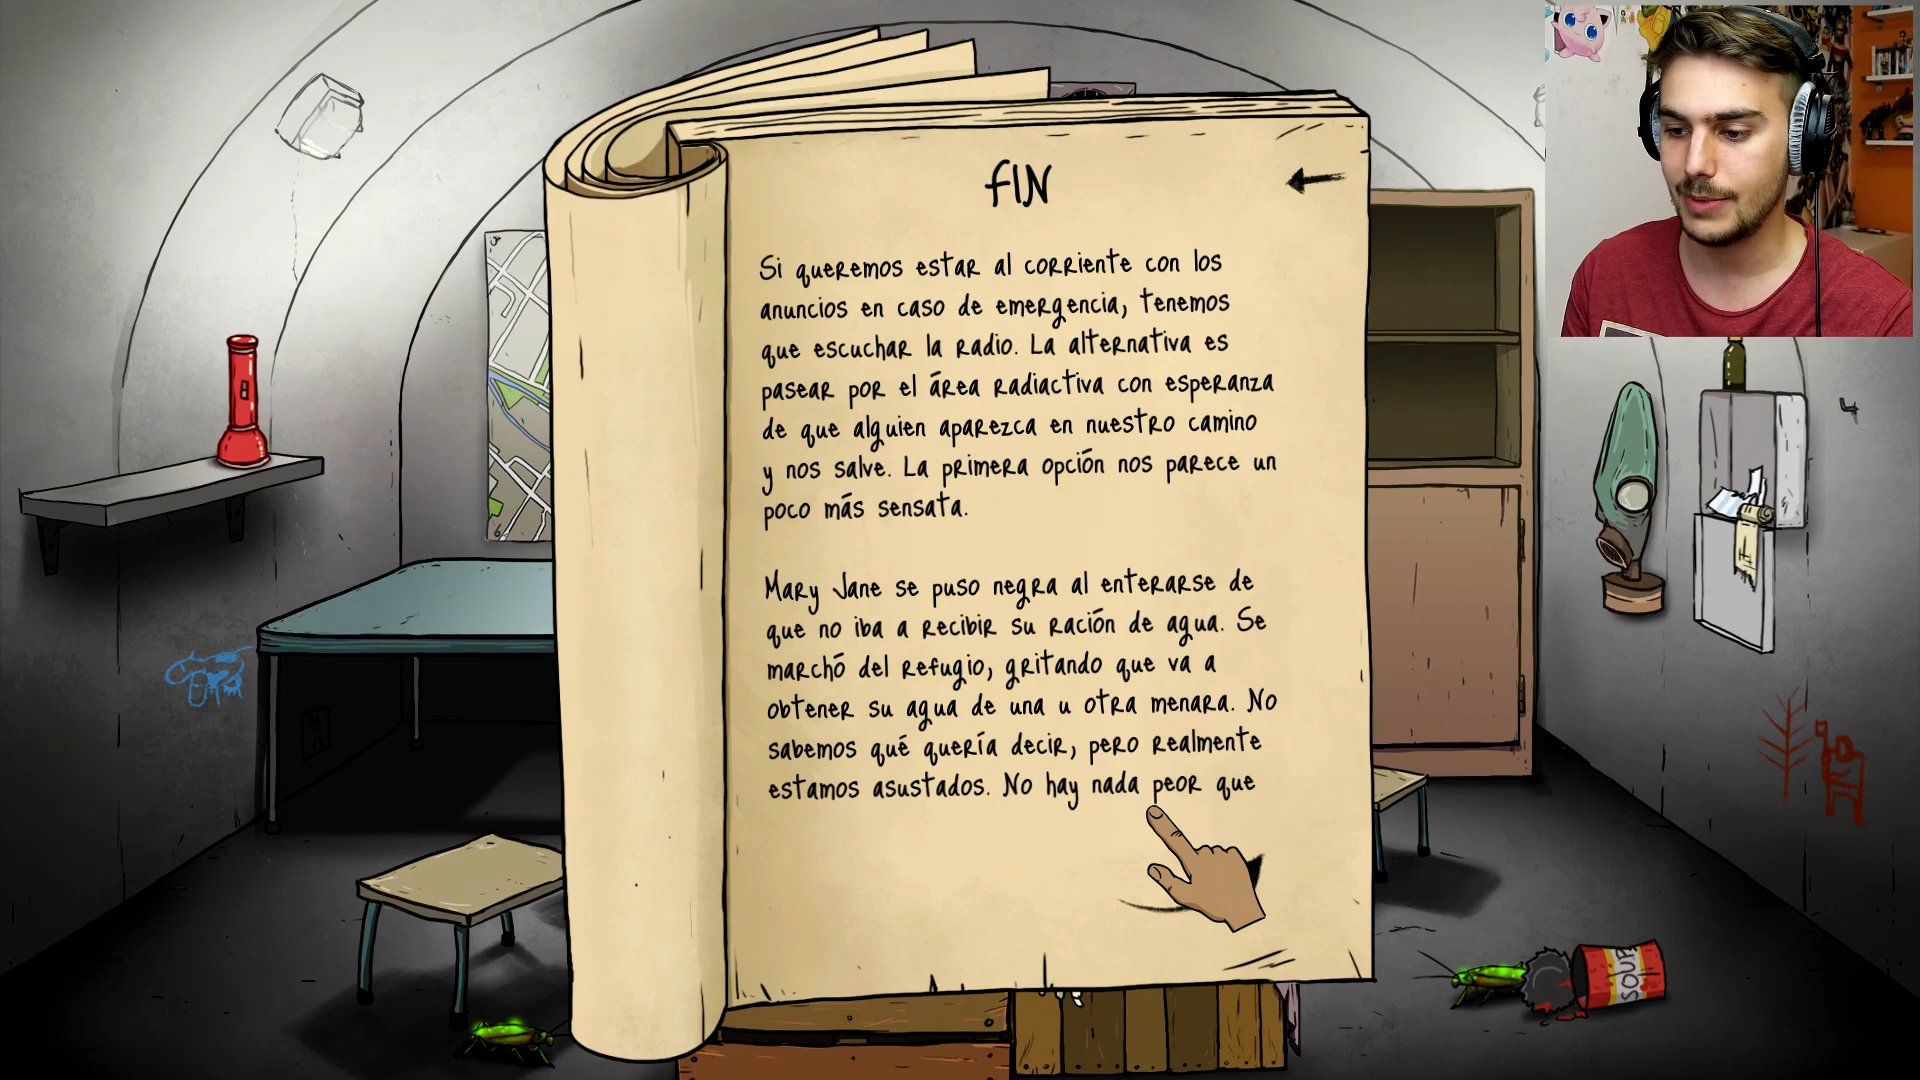 FIN
Si queremos estar al corriente con los
anuncios en caso de emergencia, tenemos
que escuchar la radio. La alternativa es
pasear por el área radiactiva con esperanza
de que alguien aparezca en nuestro camino
y nos salve. La primera opción nos parece un
poco más sensata.
Mary Jane se puso negra al enterarse de
que no iba a recibir su ración de agua. Se
marchó del refugio, gritando que va a
obtener su agua de una u otra menara. No
sabemos qué quería decir, pero realmente
estamos asustados. No hay nada peor que
SOUP